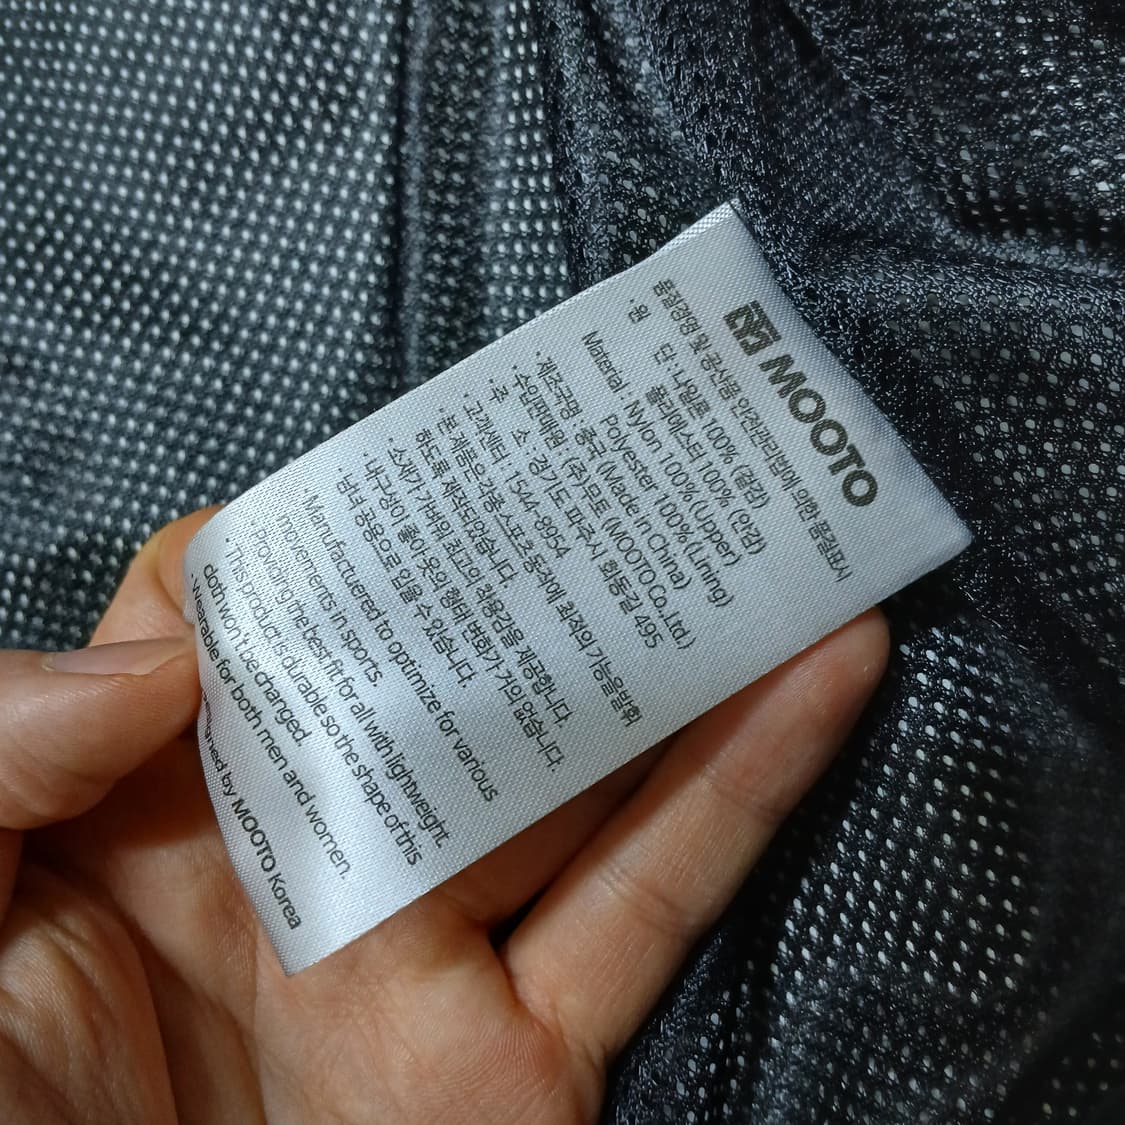 MOOTO
품질경영 및 공산품 안전관리법에 의한 품질표시
· 원 단 : 나일론 100% (겉감)
폴리에스터 100% (안감)
Material : Nylon 100% (Upper)
Polyester 100% (Lining)
· 제조국명 : 중국 (Made in China)
· 수입판매원 : (주)무토 (MOOTO Co.,Ltd.)
· 주 소 : 경기도 파주시 회동길 495
· 고객센터 : 1544-8954
· 본 제품은 각종 스포츠 동작에 최적의 기능을 발휘
하도록 제작되었습니다.
· 소재가 가벼워 최고의 착용감을 제공합니다.
· 내구성이 좋아 옷의 형태 변화가 거의 없습니다.
· 남녀 공용으로 입을 수 있습니다.
· Manufactuered to optimize for various
movements in sports.
· Providing the best fit for all with lightweight
· This product is durable so the shape of this
cloth won't be changed.
· Wearable for both men and women.
by MOOTO Korea